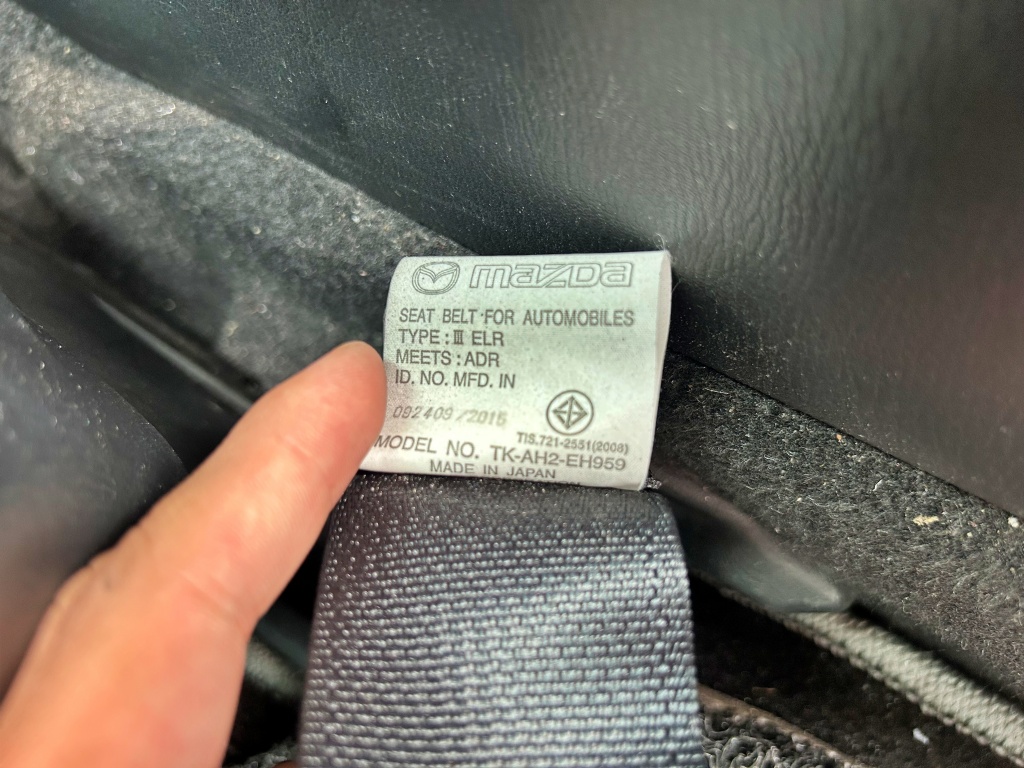 mazda
SEAT BELT FOR AUTOMOBILES
TYPE : Ⅲ ELR
MEETS : ADR
ID. NO. MFD. IN
092409/2015
TIS.721-2551(2008)
MODEL NO. TK-AH2-EH959
MADE IN JAPAN